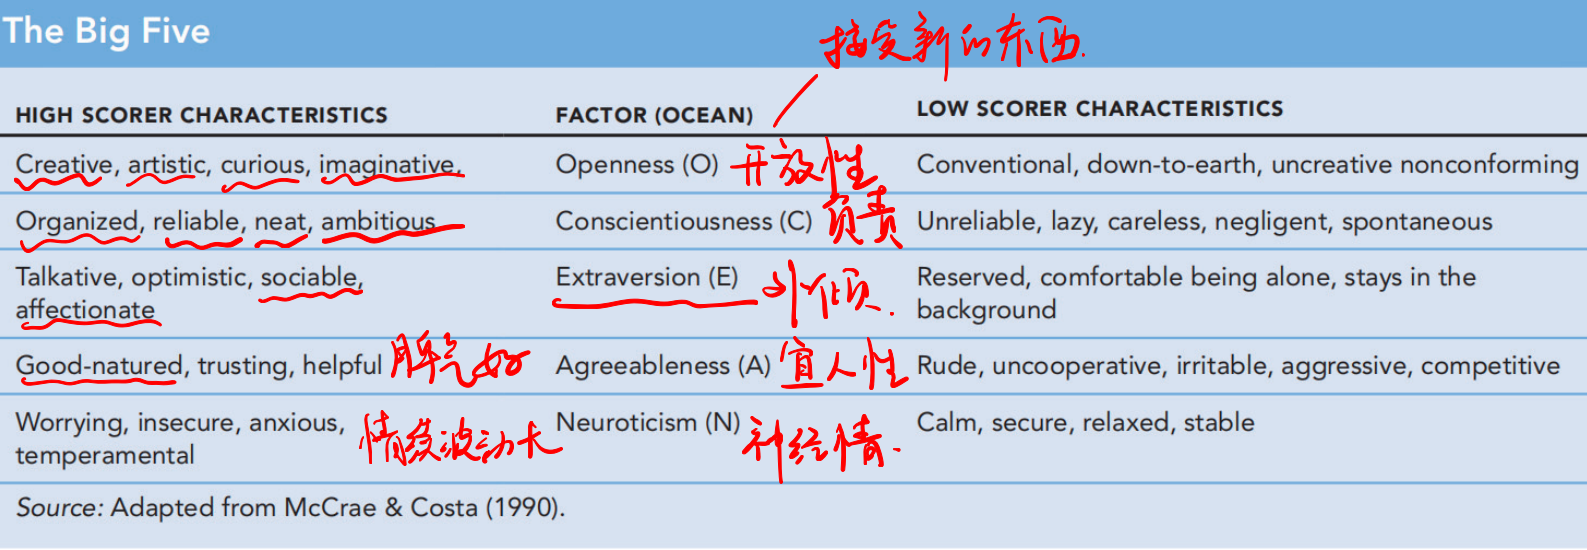 The Big Five
接受新的东西.
HIGH SCORER CHARACTERISTICS FACTOR (OCEAN) LOW SCORER CHARACTERISTICS
Creative, artistic, curious, imaginative, Openness (O) 开放性 Conventional, down-to-earth, uncreative nonconforming
Organized, reliable, neat, ambitious Conscientiousness (C) 负责 Unreliable, lazy, careless, negligent, spontaneous
Talkative, optimistic, sociable, Extraversion (E) 外倾. Reserved, comfortable being alone, stays in the
affectionate background
Good-natured, trusting, helpful 脾气好 Agreeableness (A) 宜人性 Rude, uncooperative, irritable, aggressive, competitive
Worrying, insecure, anxious, 情绪波动大 Neuroticism (N) 神经情. Calm, secure, relaxed, stable
temperamental
Source: Adapted from McCrae & Costa (1990).